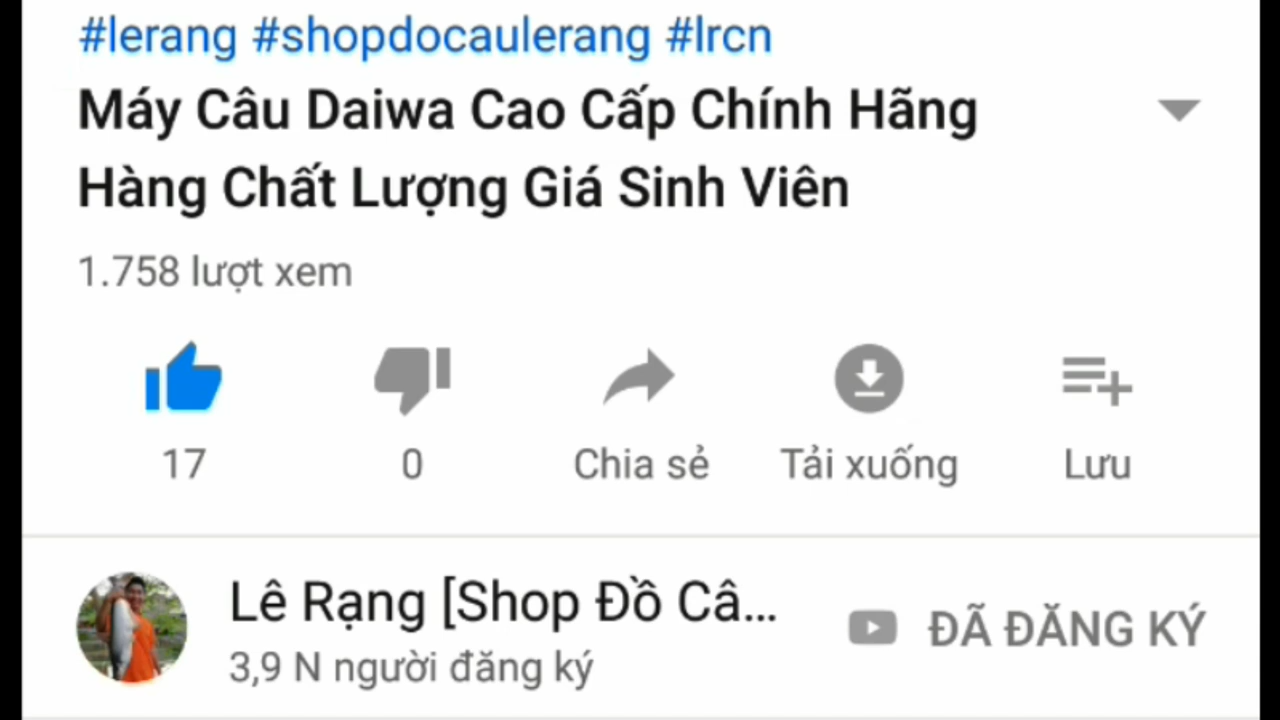 #lerang #shopdocaulerang #lrcn
Máy Câu Daiwa Cao Cấp Chính Hãng
Hàng Chất Lượng Giá Sinh Viên
1.758 lượt xem
17
0
Chia sẻ
Tải xuống
Lưu
Lê Rạng [Shop Đồ Câ...
ĐÃ ĐĂNG KÝ
3,9 N người đăng ký